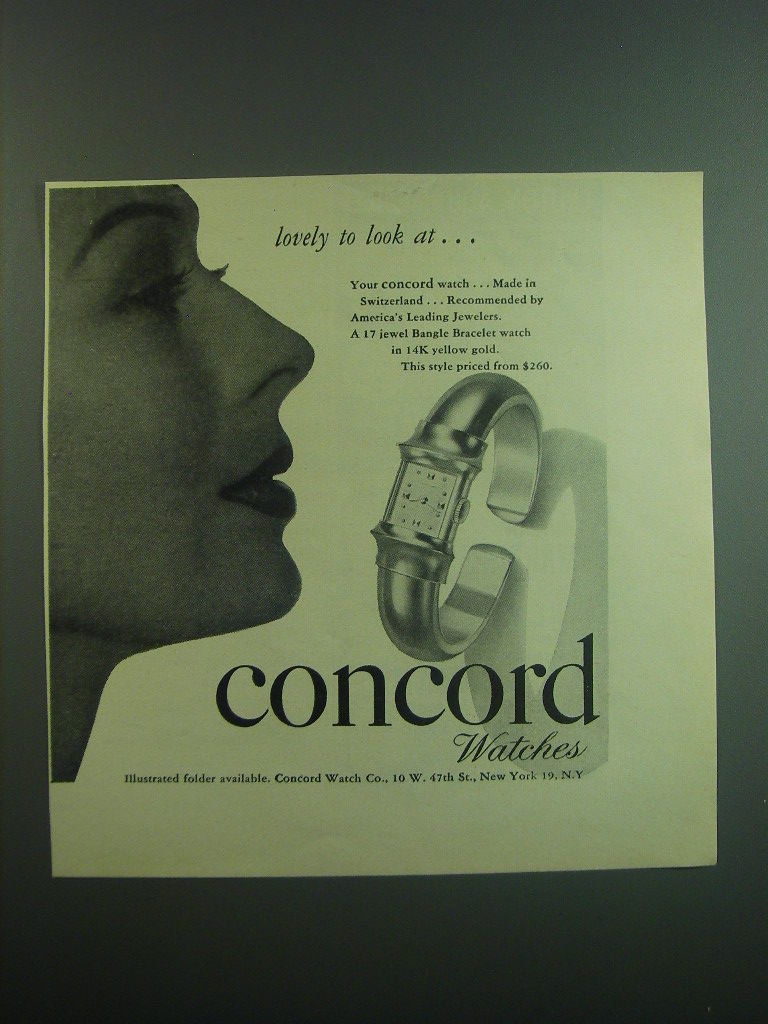 lovely to look at...
Your concord watch ... Made in
Switzerland ... Recommended by
America's Leading Jewelers.
A 17 jewel Bangle Bracelet watch
in 14K yellow gold.
This style priced from $260.
concord
Watches
Illustrated folder available. Concord Watch Co., 10 W. 47th St., New York 19, N.Y